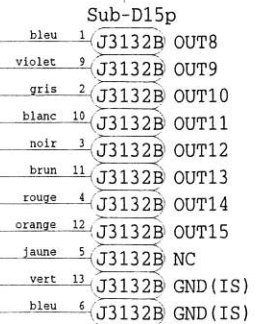 Sub-D15p
bleu 1 J3132B OUT8
violet 9 J3132B OUT9
gris 2 J3132B OUT10
blanc 10 J3132B OUT11
noir 3 J3132B OUT12
brun 11 J3132B OUT13
rouge 4 J3132B OUT14
orange 12 J3132B OUT15
jaune 5 J3132B NC
vert 13 J3132B GND(IS)
bleu 6 J3132B GND(IS)